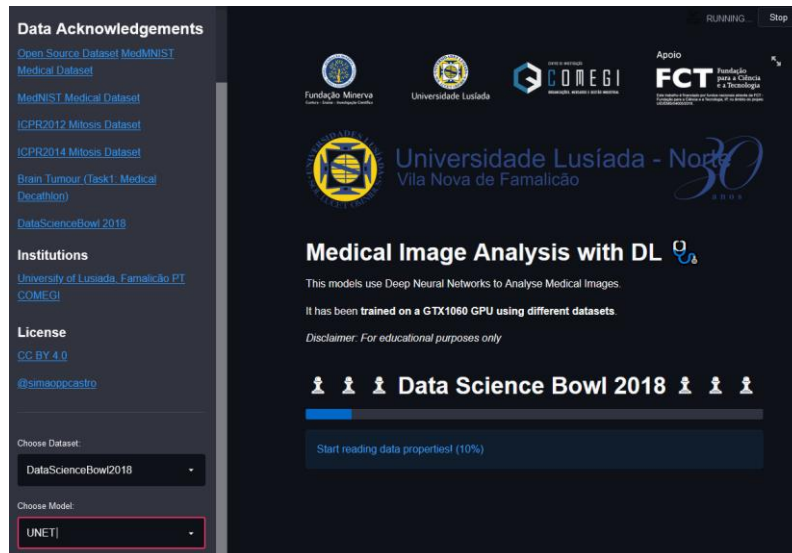 Data Acknowledgements
Open Source Dataset MedMNIST
Medical Dataset
MedNIST Medical Dataset
ICPR2012 Mitosis Dataset
ICPR2014 Mitosis Dataset
Brain Tumour (Task1: Medical
Decathlon)
DataScienceBowl 2018
Institutions
University of Lusiada, Famalicão PT
COMEGI
License
CC BY 4.0
@simaoppcastro
Choose Dataset:
DataScienceBowl2018
Choose Model:
UNET
RUNNING...
Stop
Fundação Minerva
Universidade Lusíada
COMEGI
Apoio
FCT
Fundação
para a Ciência
e a Tecnologia
Universidade Lusíada - Norte
Vila Nova de Famalicão
30
anos
Medical Image Analysis with DL
This models use Deep Neural Networks to Analyse Medical Images.
It has been trained on a GTX1060 GPU using different datasets.
Disclaimer: For educational purposes only
Data Science Bowl 2018
Start reading data properties! (10%)